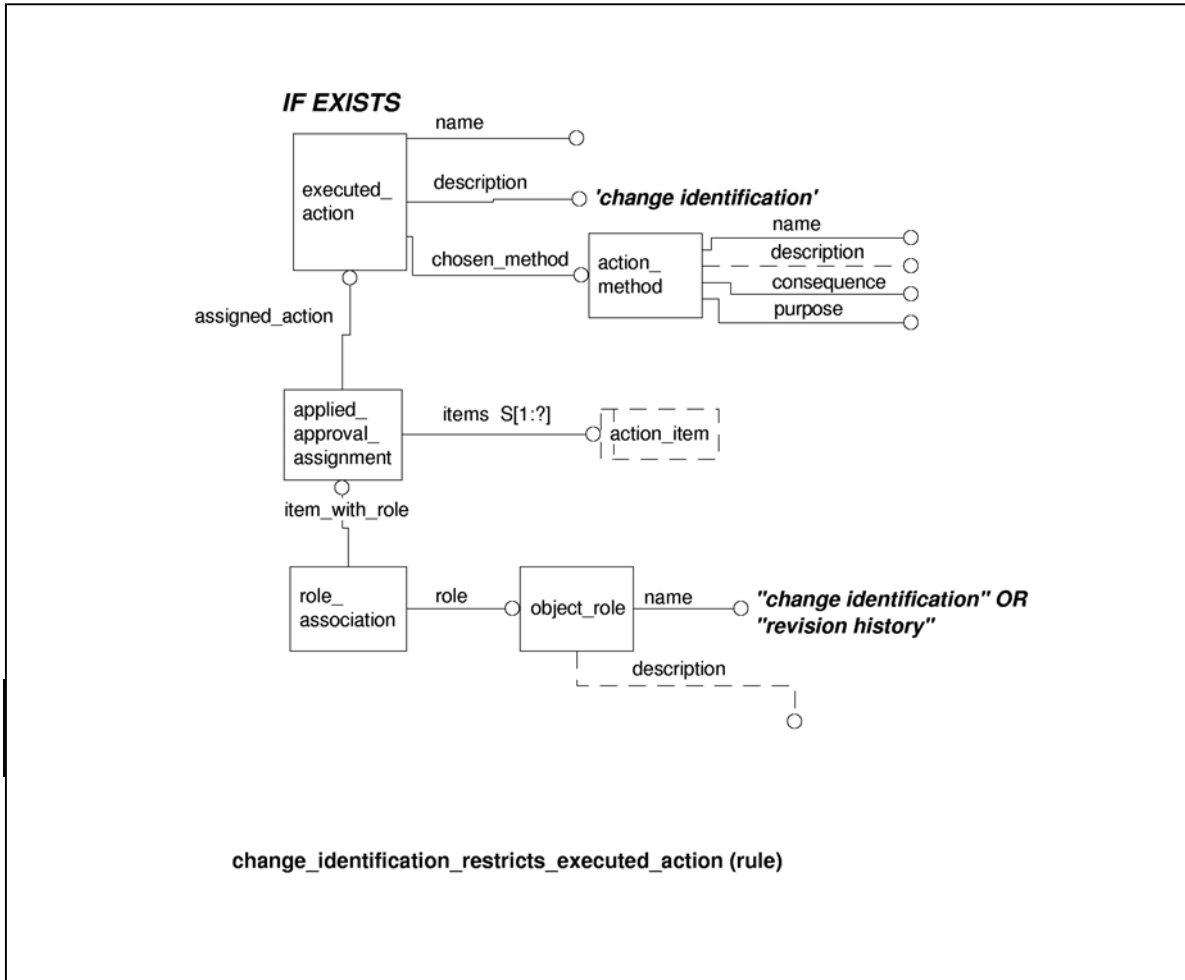 IF EXISTS
name
executed_
action
description
'change identification'
name
chosen_method
action_
method
description
consequence
purpose
assigned_action
applied_
approval_
assignment
items S[1:?]
action_item
item_with_role
role_
association
role
object_role
name
"change identification" OR
"revision history"
description
change_identification_restricts_executed_action (rule)